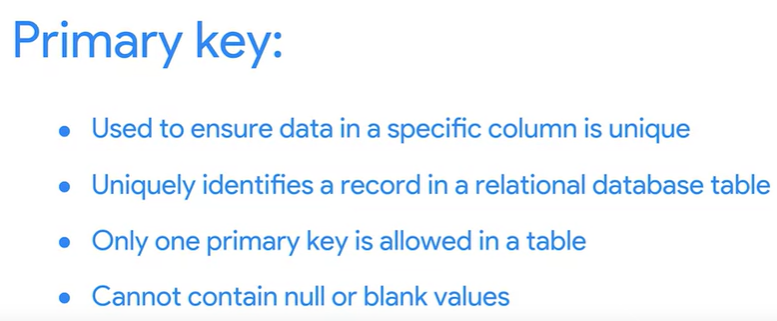 Primary key:
● Used to ensure data in a specific column is unique
● Uniquely identifies a record in a relational database table
● Only one primary key is allowed in a table
● Cannot contain null or blank values